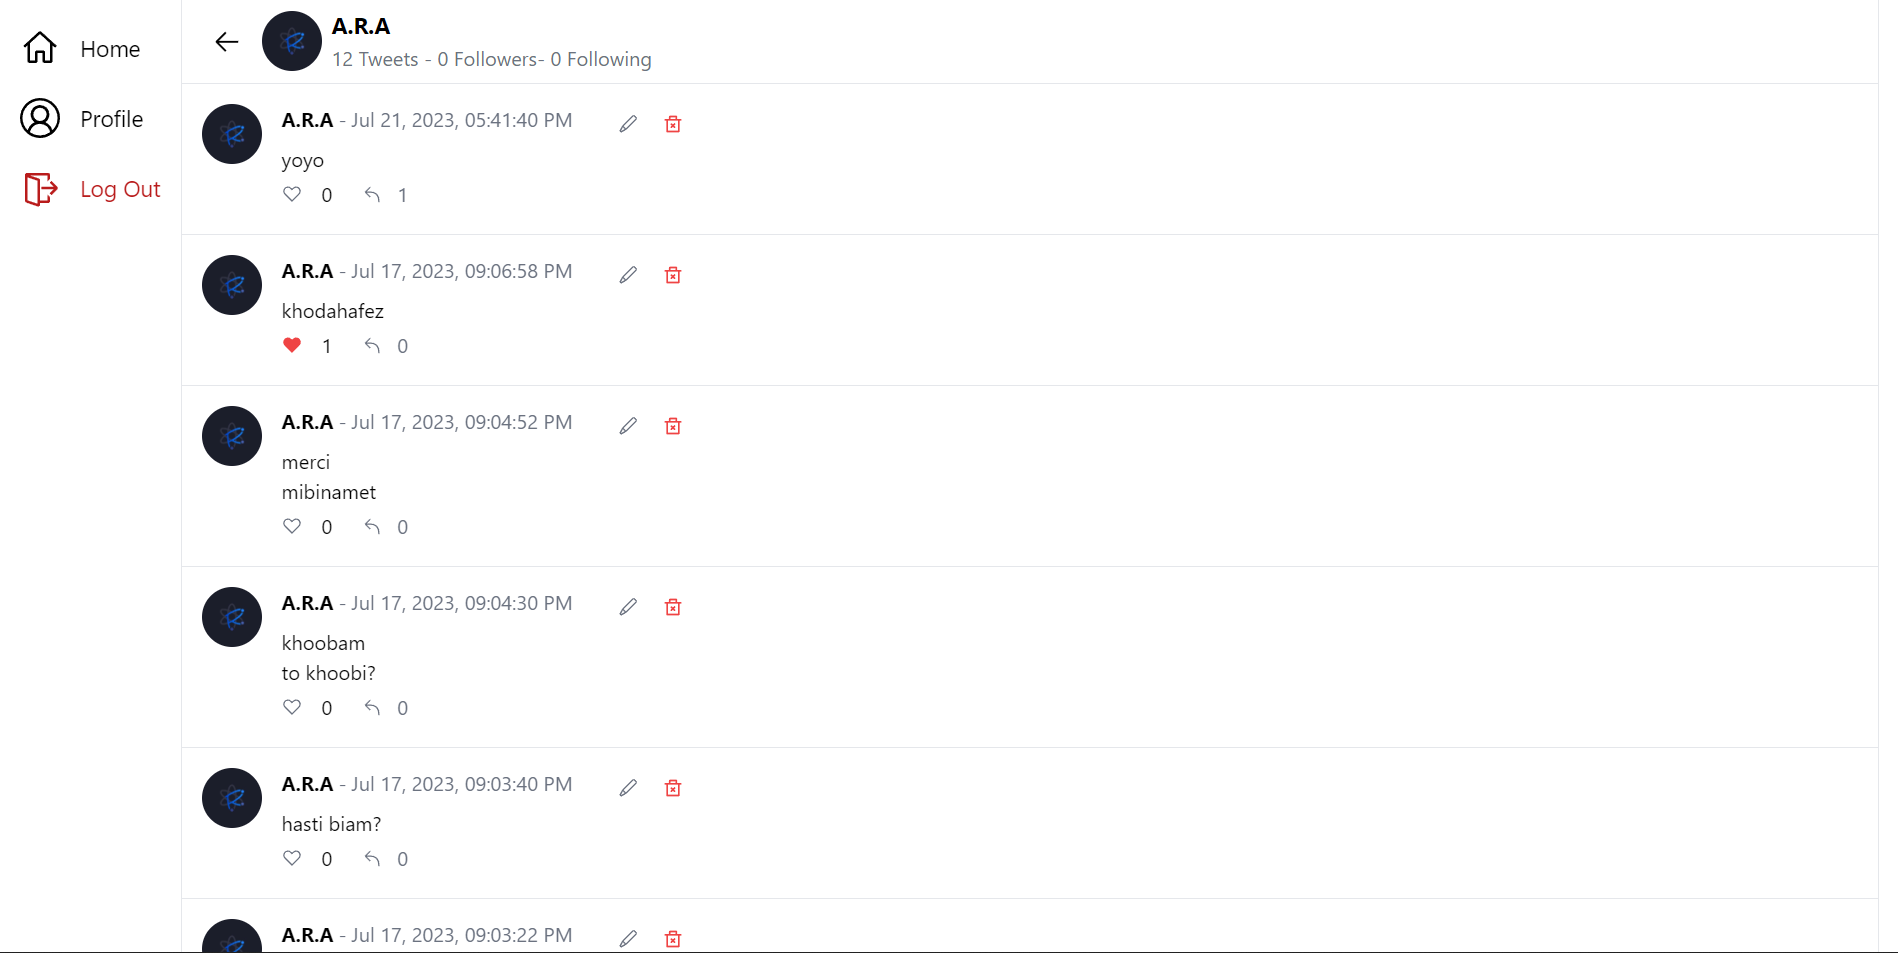 Home
Profile
Log Out
A.R.A
12 Tweets - 0 Followers- 0 Following
A.R.A - Jul 21, 2023, 05:41:40 PM
yoyo
0 1
A.R.A - Jul 17, 2023, 09:06:58 PM
khodahafez
1 0
A.R.A - Jul 17, 2023, 09:04:52 PM
merci
mibinamet
0 0
A.R.A - Jul 17, 2023, 09:04:30 PM
khoobam
to khoobi?
0 0
A.R.A - Jul 17, 2023, 09:03:40 PM
hasti biam?
0 0
A.R.A - Jul 17, 2023, 09:03:22 PM